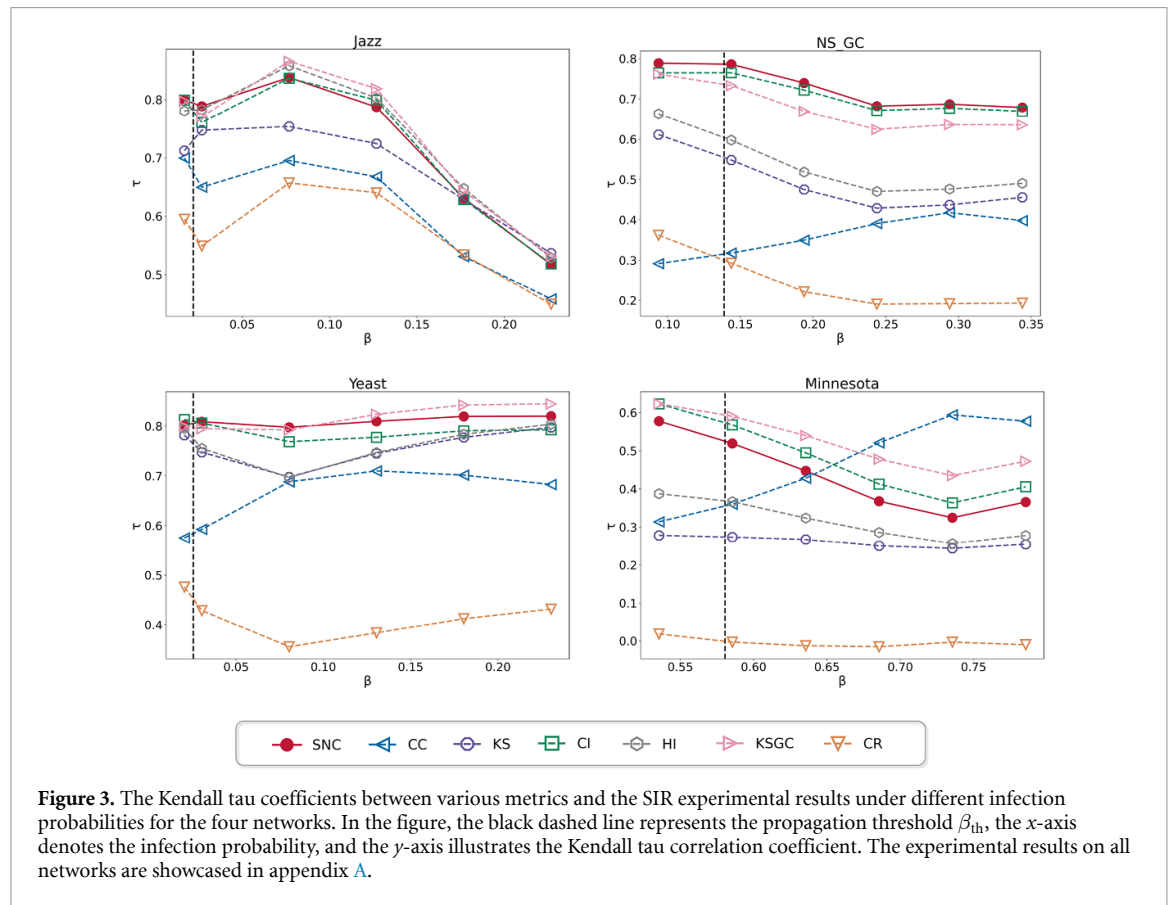 Jazz
0.8
0.7
τ
0.6
0.5
0.05 0.10 0.15 0.20
β
NS_GC
0.8
0.7
0.6
τ
0.5
0.4
0.3
0.2
0.10 0.15 0.20 0.25 0.30 0.35
β
Yeast
0.8
0.7
0.6
τ
0.5
0.4
0.05 0.10 0.15 0.20
β
Minnesota
0.6
0.5
0.4
τ
0.3
0.2
0.1
0.0
0.55 0.60 0.65 0.70 0.75
β
SNC CC KS CI HI KSGC CR
Figure 3. The Kendall tau coefficients between various metrics and the SIR experimental results under different infection
probabilities for the four networks. In the figure, the black dashed line represents the propagation threshold βth, the x-axis
denotes the infection probability, and the y-axis illustrates the Kendall tau correlation coefficient. The experimental results on all
networks are showcased in appendix A.